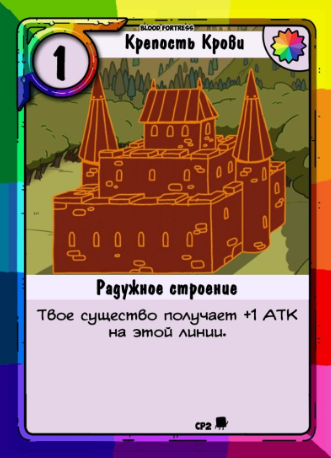 BLOOD FORTRESS
1
Крепость Крови
Радужное строение
Твое существо получает +1 АТК
на этой линии.
CP2